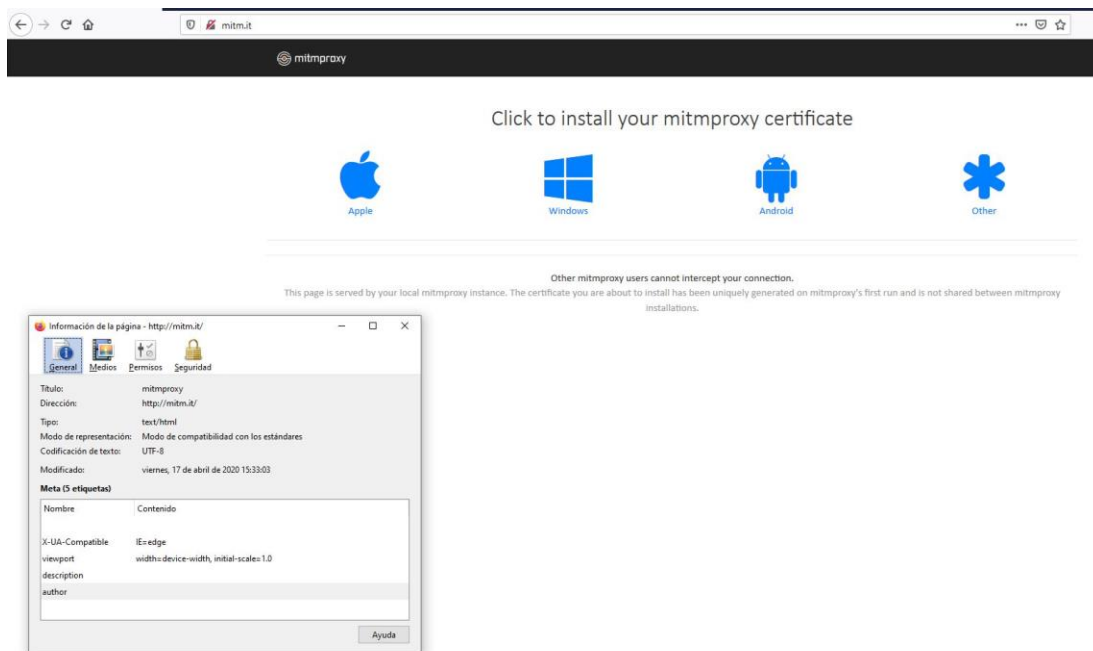 mitm.it
mitmproxy
Click to install your mitmproxy certificate
Apple Windows Android Other
Other mitmproxy users cannot intercept your connection.
This page is served by your local mitmproxy instance. The certificate you are about to install has been uniquely generated on mitmproxy's first run and is not shared between mitmproxy
installations.
Información de la página - http://mitm.it/
General Medios Permisos Seguridad
Título: mitmproxy
Dirección: http://mitm.it/
Tipo: text/html
Modo de representación: Modo de compatibilidad con los estándares
Codificación de texto: UTF-8
Modificado: viernes, 17 de abril de 2020 15:33:03
Meta (5 etiquetas)
Nombre Contenido
X-UA-Compatible IE=edge
viewport width=device-width, initial-scale=1.0
description
author
Ayuda